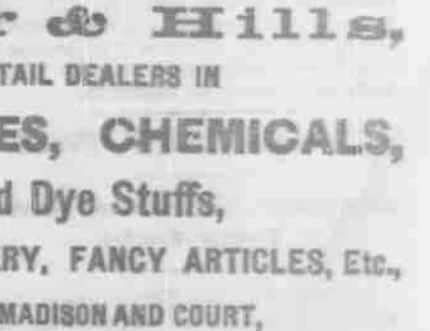 r & Hills,
TAIL DEALERS IN
ES, CHEMICALS,
d Dye Stuffs,
RY, FANCY ARTICLES, Etc.,
MADISON AND COURT,